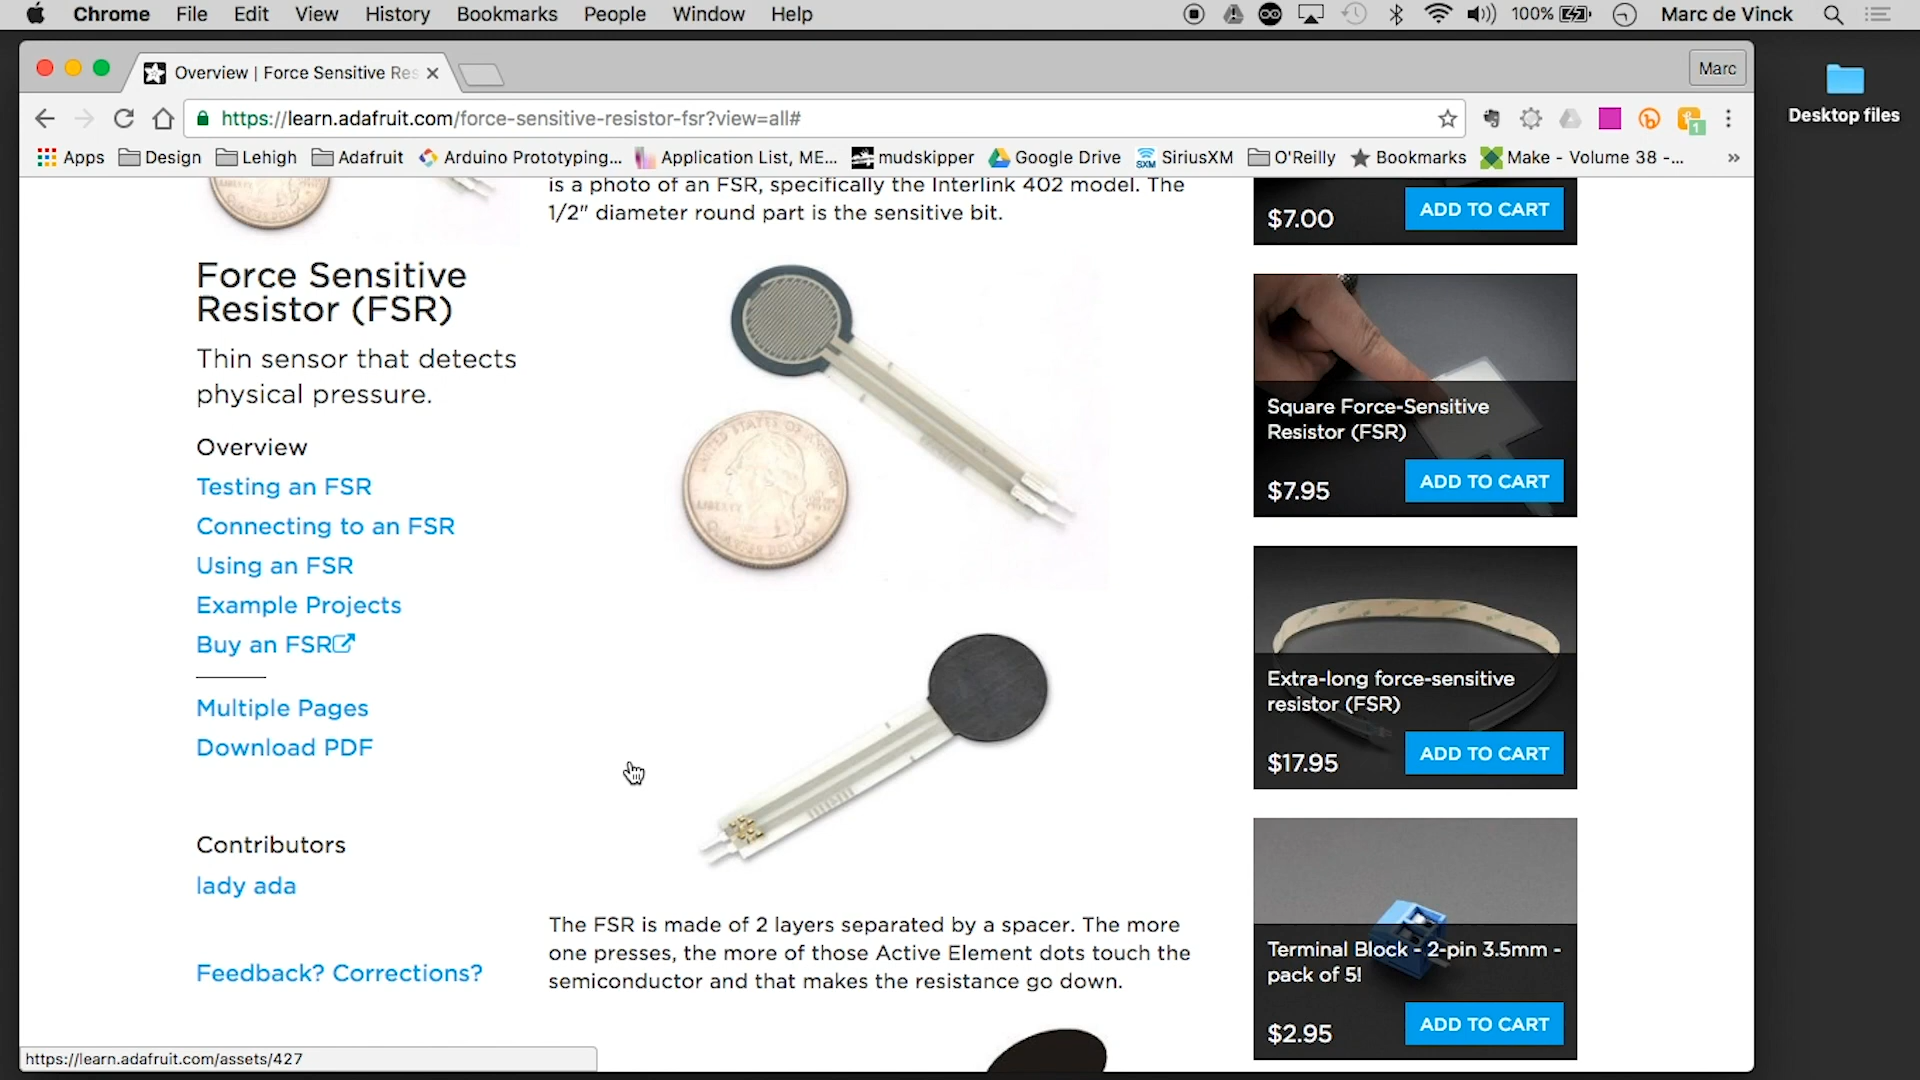 Chrome File Edit View History Bookmarks People Window Help 100% Marc de Vinck
Overview | Force Sensitive Res
Marc
Desktop files
https://learn.adafruit.com/force-sensitive-resistor-fsr?view=all#
1
Apps Design Lehigh Adafruit Arduino Prototyping... Application List, ME... mudskipper Google Drive SXM SiriusXM O'Reilly Bookmarks Make - Volume 38 -... »
is a photo of an FSR, specifically the Interlink 402 model. The
1/2" diameter round part is the sensitive bit.
Force Sensitive
Resistor (FSR)
Thin sensor that detects
physical pressure.
Overview
Testing an FSR
Connecting to an FSR
Using an FSR
Example Projects
Buy an FSR
Multiple Pages
Download PDF
Contributors
lady ada
Feedback? Corrections?
UNITED STATES OF AMERICA
LIBERTY
QUARTER DOLLAR
The FSR is made of 2 layers separated by a spacer. The more
one presses, the more of those Active Element dots touch the
semiconductor and that makes the resistance go down.
$7.00 ADD TO CART
Square Force-Sensitive
Resistor (FSR)
$7.95 ADD TO CART
Extra-long force-sensitive
resistor (FSR)
$17.95 ADD TO CART
Terminal Block - 2-pin 3.5mm -
pack of 5!
$2.95 ADD TO CART
https://learn.adafruit.com/assets/427